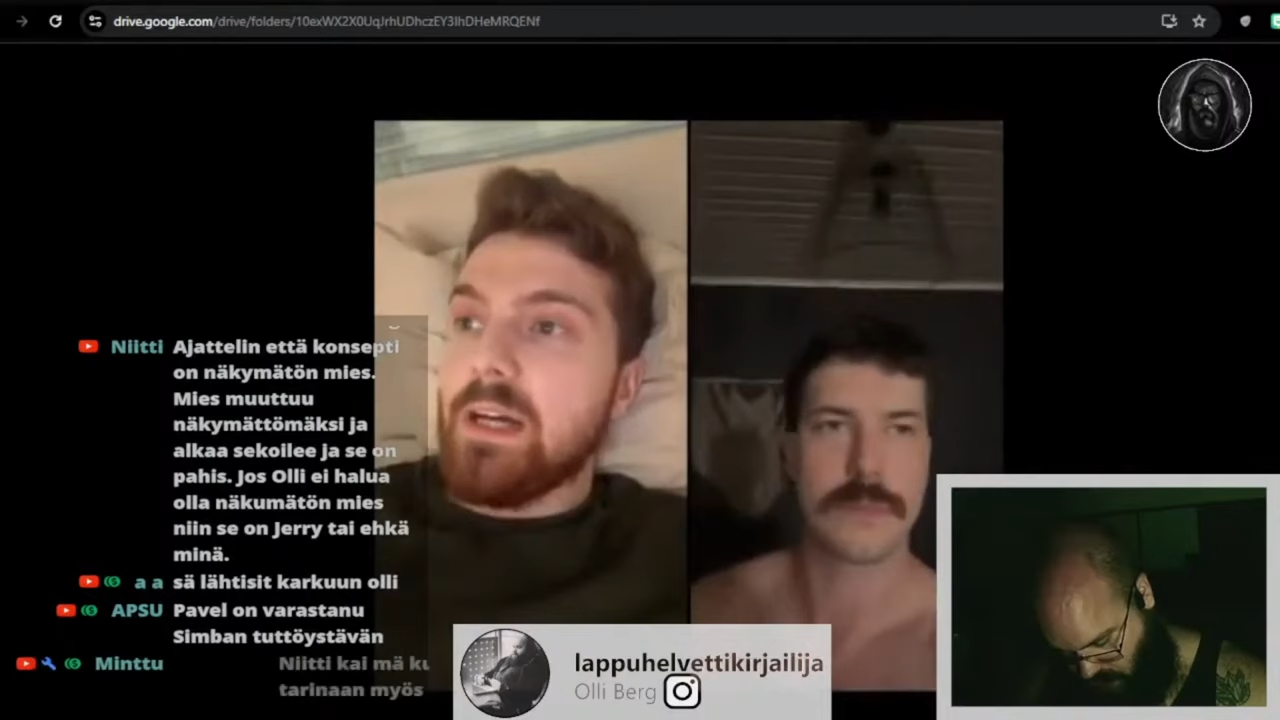 drive.google.com/drive/folders/10exWX2X0UqJrhUDhczEY3IhDHeMRQENf
Niitti Ajattelin että konsepti
on näkymätön mies.
Mies muuttuu
näkymättömäksi ja
alkaa sekoilee ja se on
pahis. Jos Olli ei halua
olla näkumätön mies
niin se on Jerry tai ehkä
minä.
a a sä lähtisit karkuun olli
APSU Pavel on varastanu
Simban tuttöystävän
Minttu Niitti kai mä
tarinaan myös
lappuhelvettikirjailija
Olli Berg